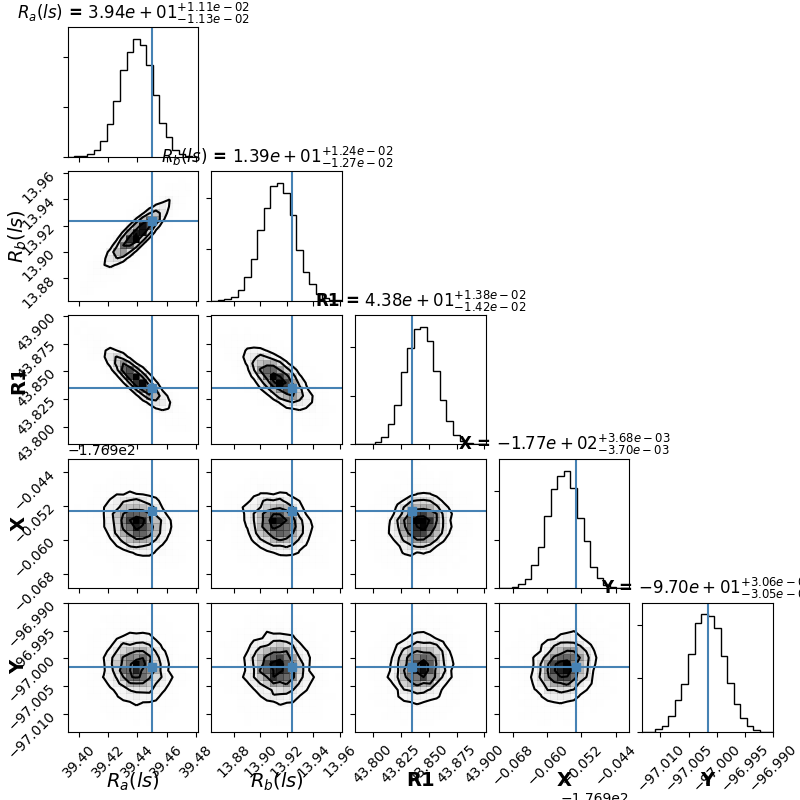 R_a(ls) = 3.94e + 01^{+1.11e−02}_{−1.13e−02}
R_b(ls) = 1.39e + 01^{+1.24e−02}_{−1.27e−02}
13.96
13.94
13.92
13.90
13.88
R_b(ls)
R1 = 4.38e + 01^{+1.38e−02}_{−1.42e−02}
43.900
43.875
43.850
43.825
43.800
R1
−1.769e2
X = −1.77e + 02^{+3.68e−03}_{−3.70e−03}
−0.044
−0.052
−0.060
−0.068
X
Y = −9.70e + 01^{+3.06e−0}_{−3.05e−0}
−96.990
−96.995
−97.000
−97.005
−97.010
Y
39.40 39.42 39.44 39.46 39.48
13.88 13.90 13.92 13.94 13.96
43.800 43.825 43.850 43.875 43.900
−0.068 −0.060 −0.052 −0.044
−97.010 −97.005 −97.000 −96.995 −96.990
R_a(ls) R_b(ls) R1 X Y
−1.769e2